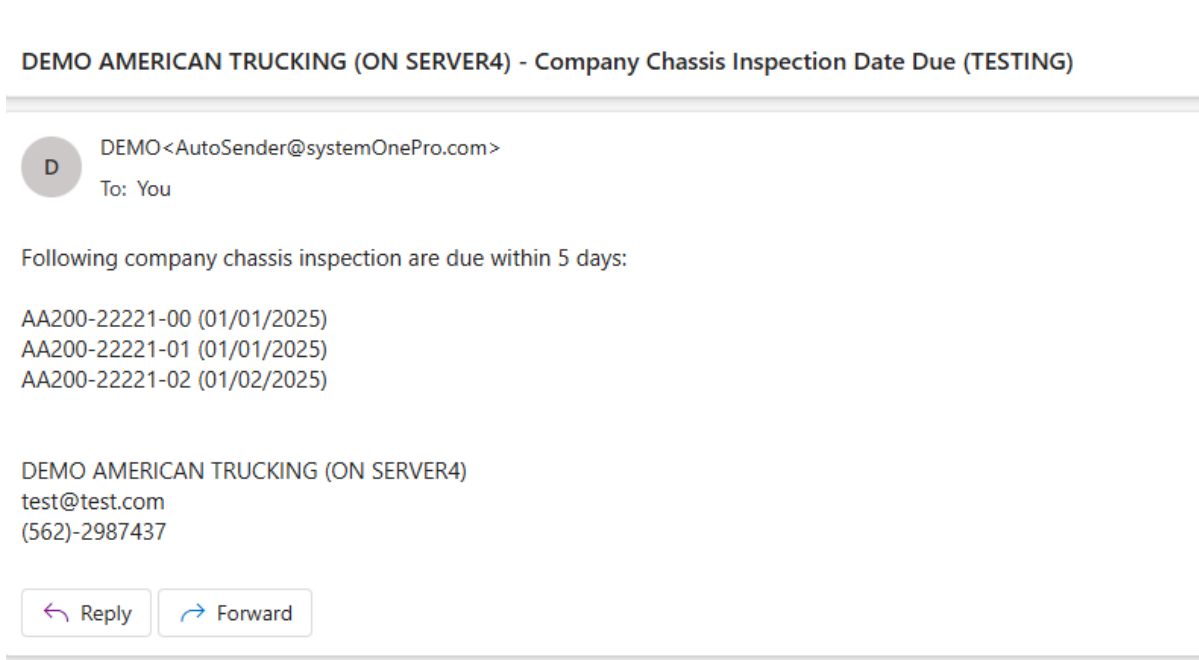 DEMO AMERICAN TRUCKING (ON SERVER4) - Company Chassis Inspection Date Due (TESTING)
D
DEMO<AutoSender@systemOnePro.com>
To: You
Following company chassis inspection are due within 5 days:
AA200-22221-00 (01/01/2025)
AA200-22221-01 (01/01/2025)
AA200-22221-02 (01/02/2025)
DEMO AMERICAN TRUCKING (ON SERVER4)
test@test.com
(562)-2987437
Reply
Forward